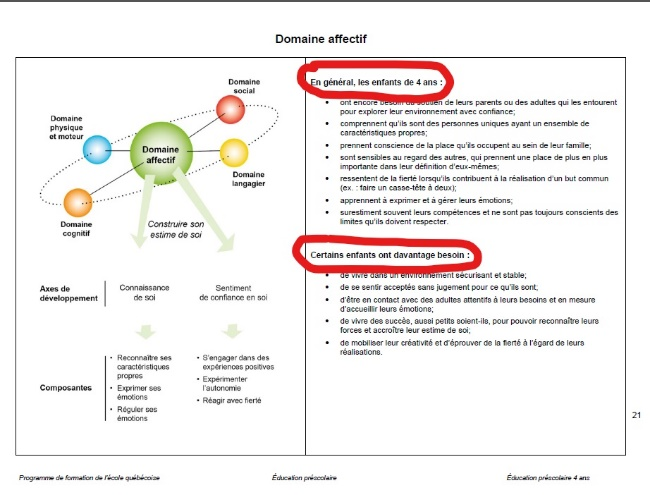 Domaine affectif
Domaine
social
Domaine
physique
et moteur
Domaine
affectif
Domaine
langagier
Domaine
cognitif
Construire son
estime de soi
Axes de
développement
Connaissance
de soi
Sentiment
de confiance en soi
Composantes
• Reconnaître ses
caractéristiques
propres
• Exprimer ses
émotions
• Réguler ses
émotions
• S'engager dans des
expériences positives
• Expérimenter
l'autonomie
• Réagir avec fierté
En général, les enfants de 4 ans :
• ont encore besoin du soutien de leurs parents ou des adultes qui les entourent
pour explorer leur environnement avec confiance;
• comprennent qu'ils sont des personnes uniques ayant un ensemble de
caractéristiques propres;
• prennent conscience de la place qu'ils occupent au sein de leur famille;
• sont sensibles au regard des autres, qui prennent une place de plus en plus
importante dans leur définition d'eux-mêmes;
• ressentent de la fierté lorsqu'ils contribuent à la réalisation d'un but commun
(ex. : faire un casse-tête à deux);
• apprennent à exprimer et à gérer leurs émotions;
• surestiment souvent leurs compétences et ne sont pas toujours conscients des
limites qu'ils doivent respecter.
Certains enfants ont davantage besoin :
• de vivre dans un environnement sécurisant et stable;
• de se sentir acceptés sans jugement pour ce qu'ils sont;
• d'être en contact avec des adultes attentifs à leurs besoins et en mesure
d'accueillir leurs émotions;
• de vivre des succès, aussi petits soient-ils, pour pouvoir reconnaître leurs
forces et accroître leur estime de soi;
• de mobiliser leur créativité et d'éprouver de la fierté à l'égard de leurs
réalisations.
21
Programme de formation de l'école québécoise
Éducation préscolaire
Éducation préscolaire 4 ans